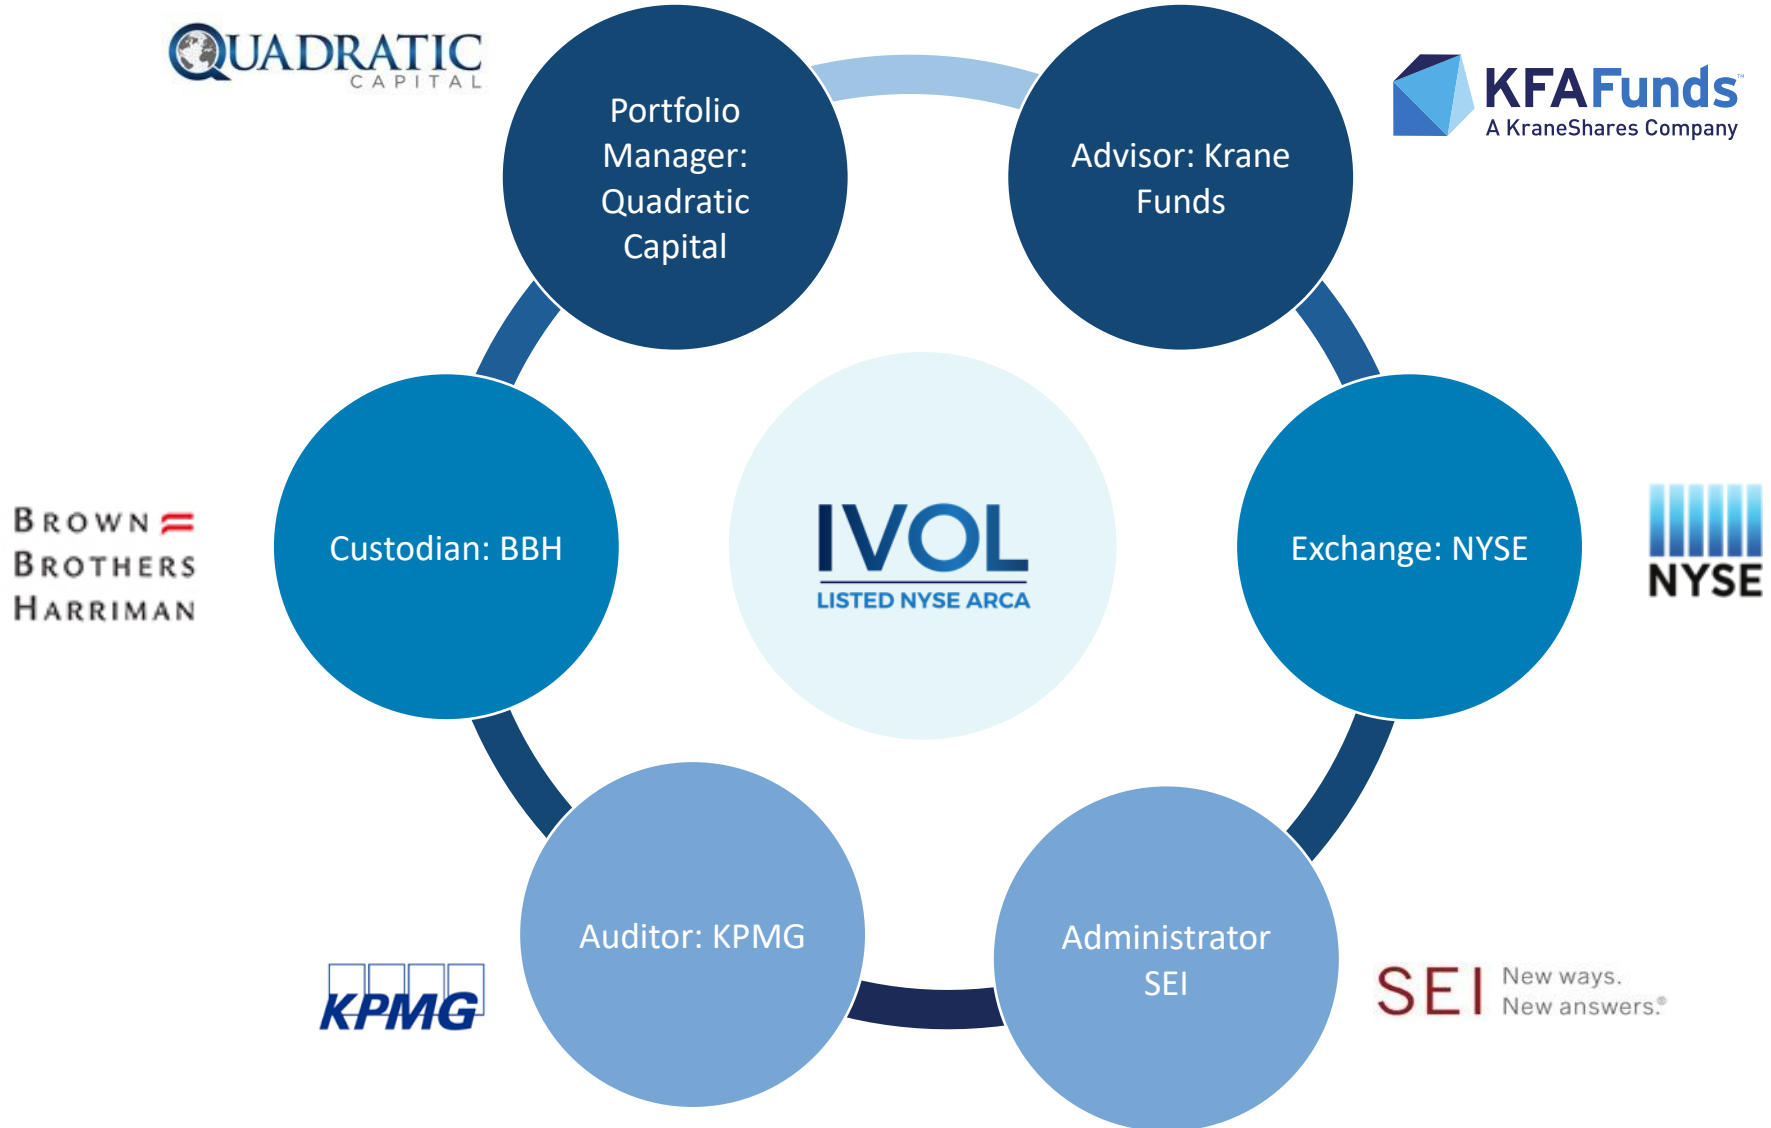 QUADRATIC
CAPITAL
Portfolio
Manager:
Quadratic
Capital
Advisor: Krane
Funds
KFAFunds™
A KraneShares Company
BROWN
BROTHERS
HARRIMAN
Custodian: BBH
IVOL
LISTED NYSE ARCA
Exchange: NYSE
NYSE
KPMG
Auditor: KPMG
Administrator
SEI
SEI
New ways.
New answers.®